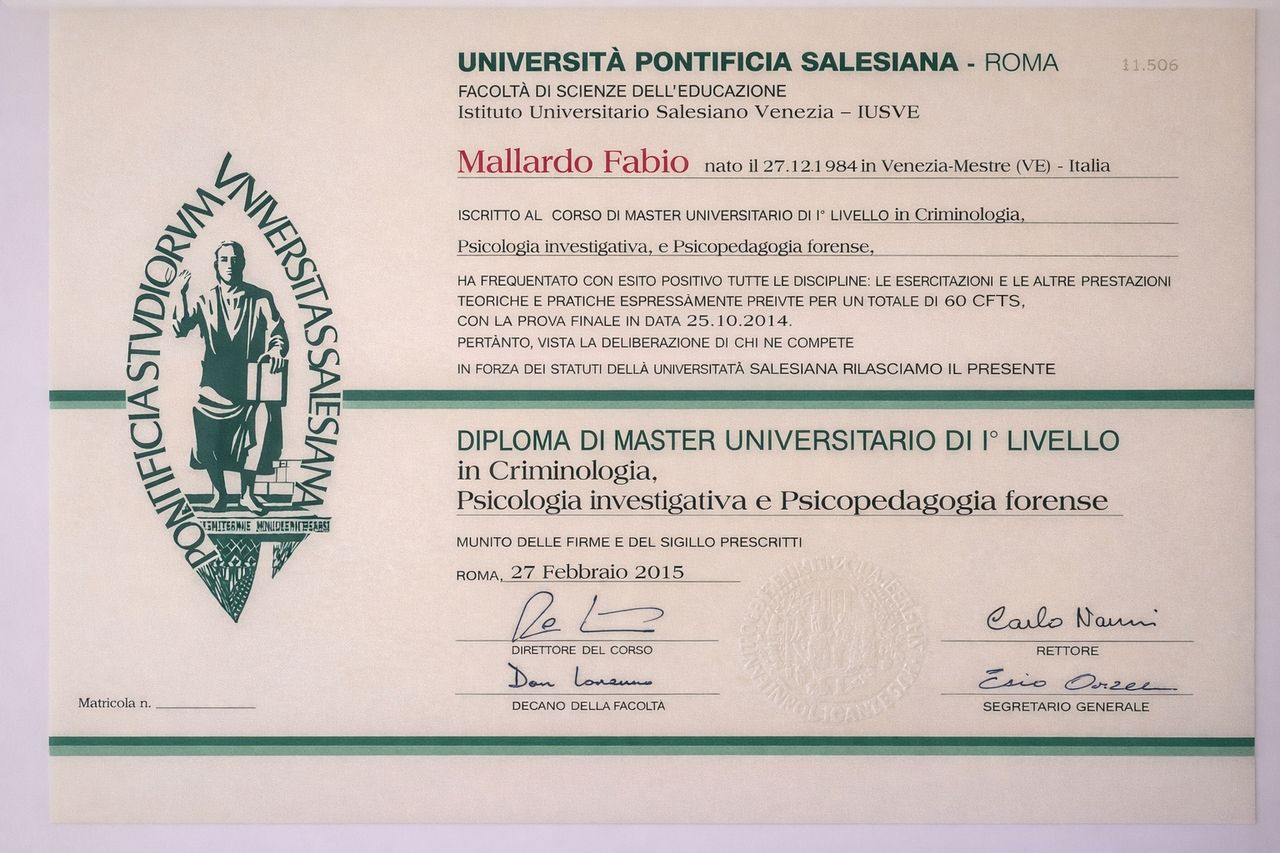 UNIVERSITÀ PONTIFICIA SALESIANA - ROMA
11.506
FACOLTÀ DI SCIENZE DELL'EDUCAZIONE
Istituto Universitario Salesiano Venezia – IUSVE
Mallardo Fabio nato il 27.12.1984 in Venezia-Mestre (VE) - Italia
ISCRITTO AL CORSO DI MASTER UNIVERSITARIO DI I° LIVELLO in Criminologia,
Psicologia investigativa, e Psicopedagogia forense,
HA FREQUENTATO CON ESITO POSITIVO TUTTE LE DISCIPLINE: LE ESERCITAZIONI E LE ALTRE PRESTAZIONI
TEORICHE E PRATICHE ESPRESSÀMENTE PREIVTE PER UN TOTALE DI 60 CFTS,
CON LA PROVA FINALE IN DATA 25.10.2014.
PERTÀNTO, VISTA LA DELIBERAZIONE DI CHI NE COMPETE
IN FORZA DEI STATUTI DELLÀ UNIVERSITATÀ SALESIANA RILASCIAMO IL PRESENTE
PONTIFICIA STVDIORVM VNIVERSITAS SALESIANA
DIPLOMA DI MASTER UNIVERSITARIO DI I° LIVELLO
in Criminologia,
Psicologia investigativa e Psicopedagogia forense
MUNITO DELLE FIRME E DEL SIGILLO PRESCRITTI
ROMA, 27 Febbraio 2015
Carlo Nanni
DIRETTORE DEL CORSO
RETTORE
Don
Esio
DECANO DELLA FACOLTÀ
SEGRETARIO GENERALE
Matricola n.